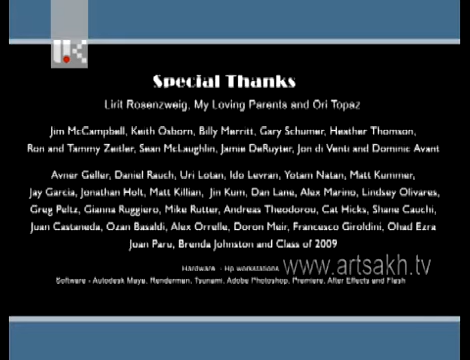 Special Thanks
Lirit Rosenzweig, My Loving Parents and Ori Topaz
Jim McCampbell, Keith Osborn, Billy Merritt, Gary Schumer, Heather Thomson,
Ron and Tammy Zeitler, Sean McLaughlin, Jamie DeRuyter, Jon di Venti and Dominic Avant
Avner Geller, Daniel Rauch, Uri Lotan, Ido Levran, Yotam Natan, Matt Kummer,
Jay Garcia, Jonathan Holt, Matt Killian, Jin Kum, Dan Lane, Alex Marino, Lindsey Olivares,
Greg Peltz, Gianna Ruggiero, Mike Rutter, Andreas Theodorou, Cat Hicks, Shane Cauchi,
Juan Castaneda, Ozan Basaldi, Alex Orrelle, Doron Meir, Francesco Giroldini, Ohad Ezra
Joan Paru, Brenda Johnston and Class of 2009
Hardware - Hp workstations
www.artsakh.tv
Software - Autodesk Maya, Renderman, Tsunami, Adobe Photoshop, Premiere, After Effects and Flash